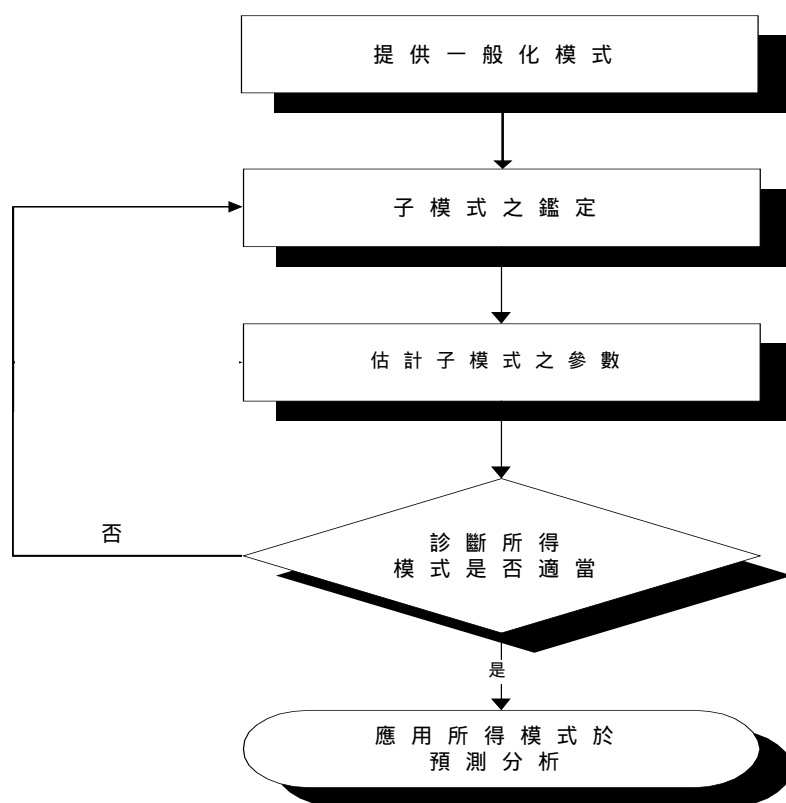 提供一般化模式
子模式之鑑定
估計子模式之參數
否
診斷所得
模式是否適當
是
應用所得模式於
預測分析